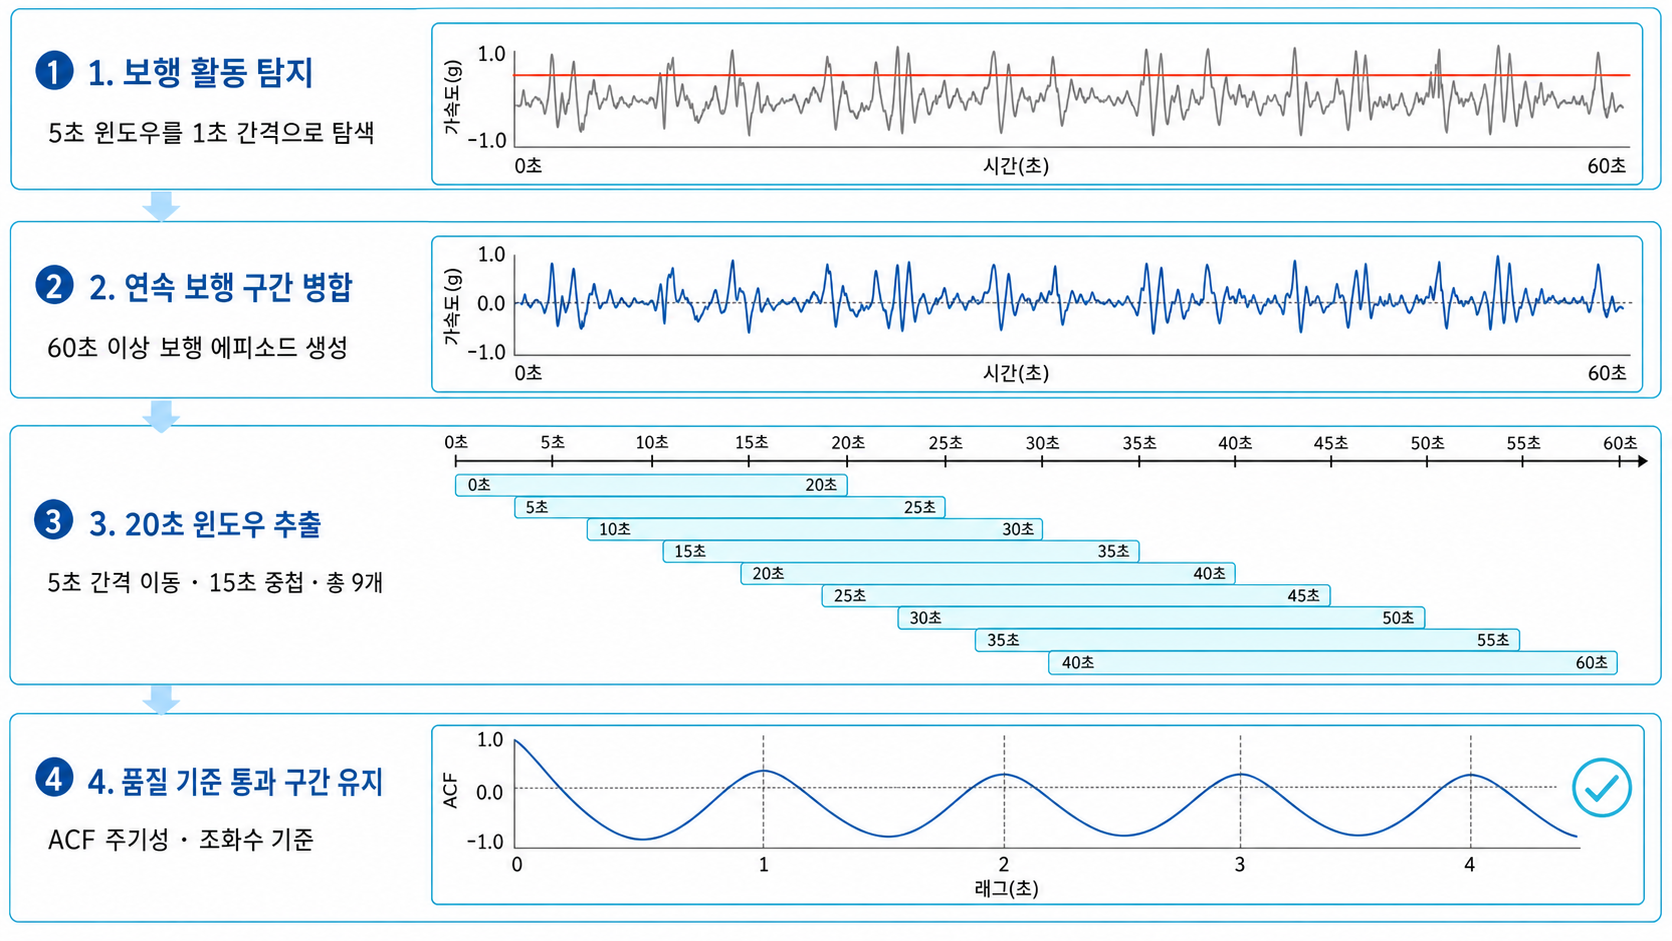 1 1. 보행 활동 탐지
5초 윈도우를 1초 간격으로 탐색
가속도(g)
1.0
-1.0
0초 시간(초) 60초
2 2. 연속 보행 구간 병합
60초 이상 보행 에피소드 생성
가속도(g)
1.0
0.0
-1.0
0초 시간(초) 60초
3 3. 20초 윈도우 추출
5초 간격 이동 · 15초 중첩 · 총 9개
0초 5초 10초 15초 20초 25초 30초 35초 40초 45초 50초 55초 60초
0초 20초
5초 25초
10초 30초
15초 35초
20초 40초
25초 45초
30초 50초
35초 55초
40초 60초
4 4. 품질 기준 통과 구간 유지
ACF 주기성 · 조화수 기준
ACF
1.0
0.0
-1.0
0 1 2 3 4
래그(초)